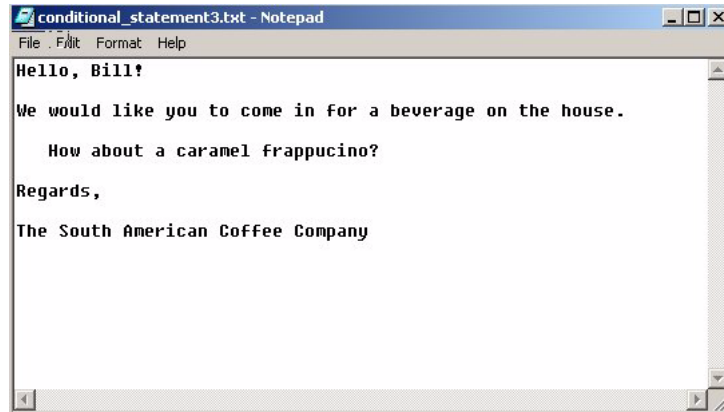 conditional_statement3.txt - Notepad
File Edit Format Help
Hello, Bill!
We would like you to come in for a beverage on the house.
How about a caramel frappucino?
Regards,
The South American Coffee Company